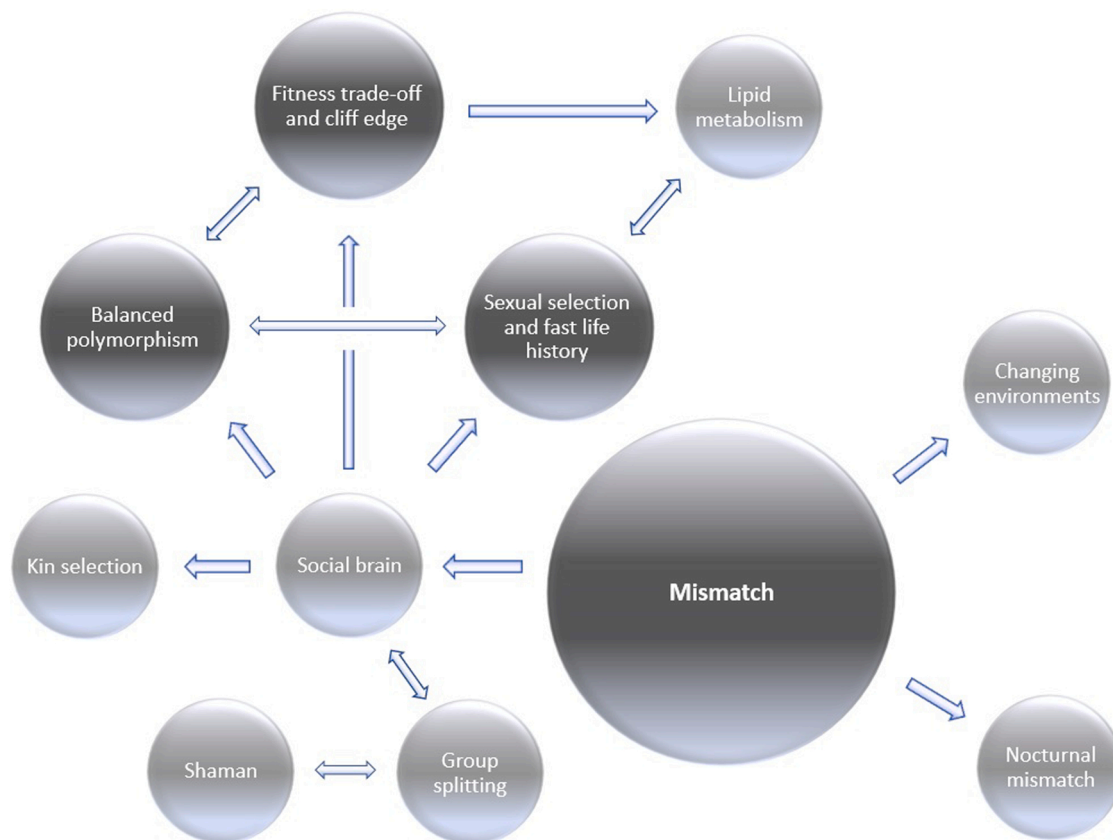 Fitness trade-off
and cliff edge
Lipid
metabolism
Balanced
polymorphism
Sexual selection
and fast life
history
Changing
environments
Kin selection
Social brain
Mismatch
Shaman
Group
splitting
Nocturnal
mismatch